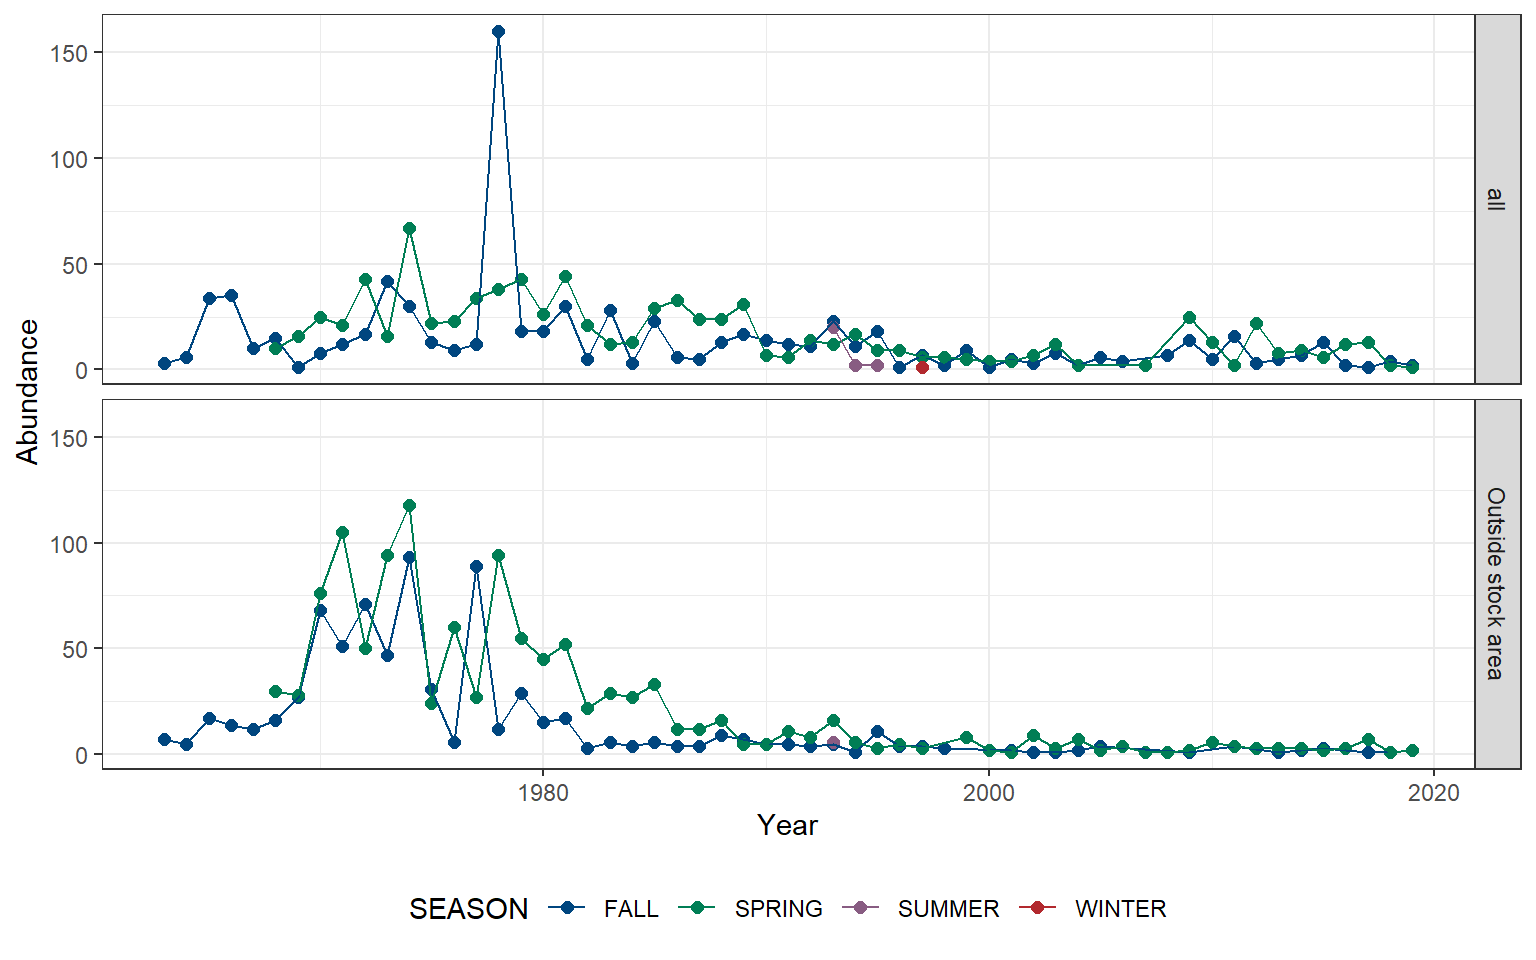 Abundance
150
100
50
0
all
150
100
50
0
Outside stock area
1980 2000 2020
Year
SEASON FALL SPRING SUMMER WINTER